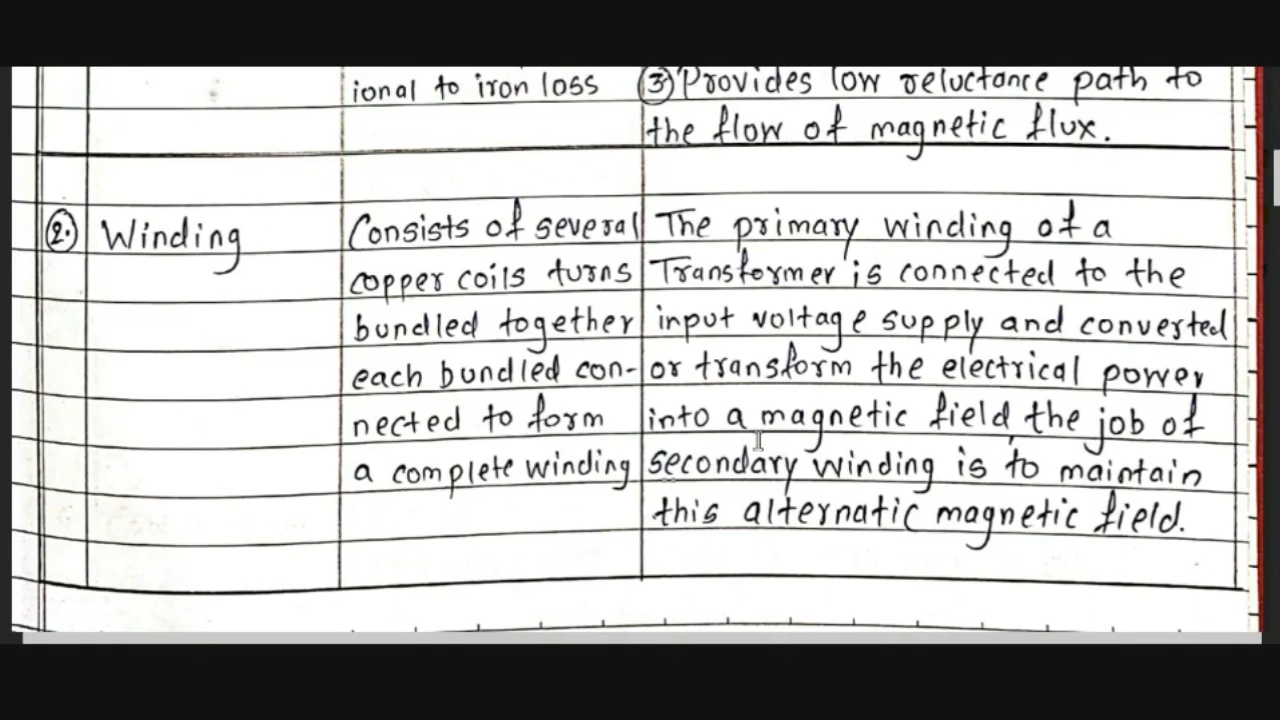 ional to iron loss
③ Provides low reluctance path to
the flow of magnetic flux.
②. Winding
Consists of several
copper coils turns
bundled together
each bundled con-
nected to form
a complete winding
The primary winding of a
Transformer is connected to the
input voltage supply and converted
or transform the electrical power
into a magnetic field the job of
secondary winding is to maintain
this alternatic magnetic field.